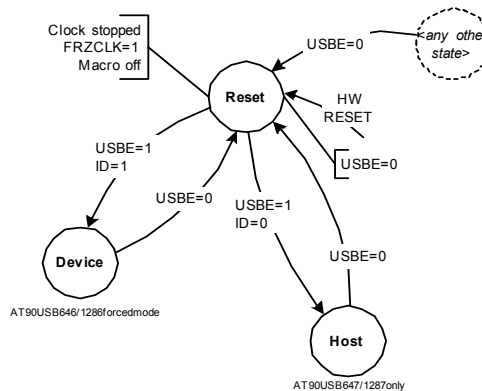 Clock stopped
FRZCLK=1
Macro off
USBE=0
<any other
state>
Reset
HW
RESET
USBE=0
USBE=1
ID=1
USBE=0
USBE=1
ID=0
USBE=0
Device
AT90USB646/1286forcedmode
Host
AT90USB647/1287only